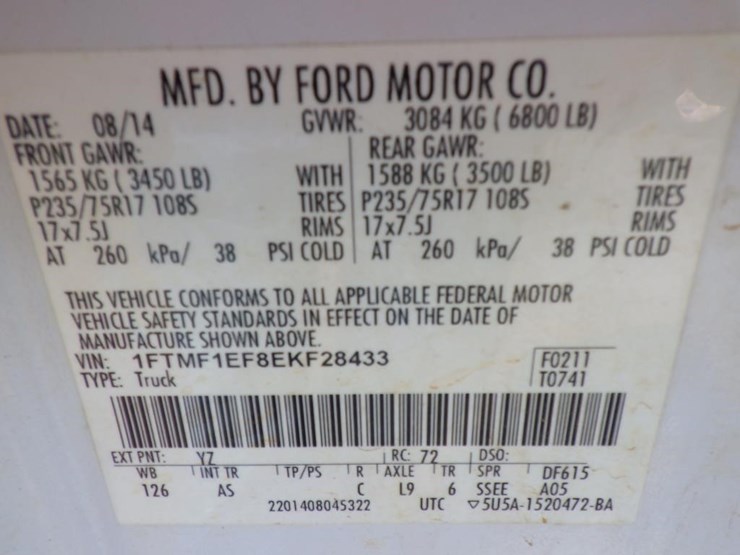 MFD. BY FORD MOTOR CO.
DATE: 08/14 GVWR: 3084 KG ( 6800 LB)
FRONT GAWR: REAR GAWR:
1565 KG ( 3450 LB) WITH 1588 KG ( 3500 LB) WITH
P235/75R17 108S TIRES P235/75R17 108S TIRES
17x7.5J RIMS 17x7.5J RIMS
AT 260 kPa/ 38 PSI COLD AT 260 kPa/ 38 PSI COLD
THIS VEHICLE CONFORMS TO ALL APPLICABLE FEDERAL MOTOR
VEHICLE SAFETY STANDARDS IN EFFECT ON THE DATE OF
MANUFACTURE SHOWN ABOVE.
VIN: 1FTMF1EF8EKF28433 F0211
TYPE: Truck T0741
EXT PNT: YZ RC: 72 DSO:
WB INT TR TP/PS R AXLE TR SPR DF615
126 AS C L9 6 SSEE A05
2201408045322 UTC ▽5U5A-1520472-BA